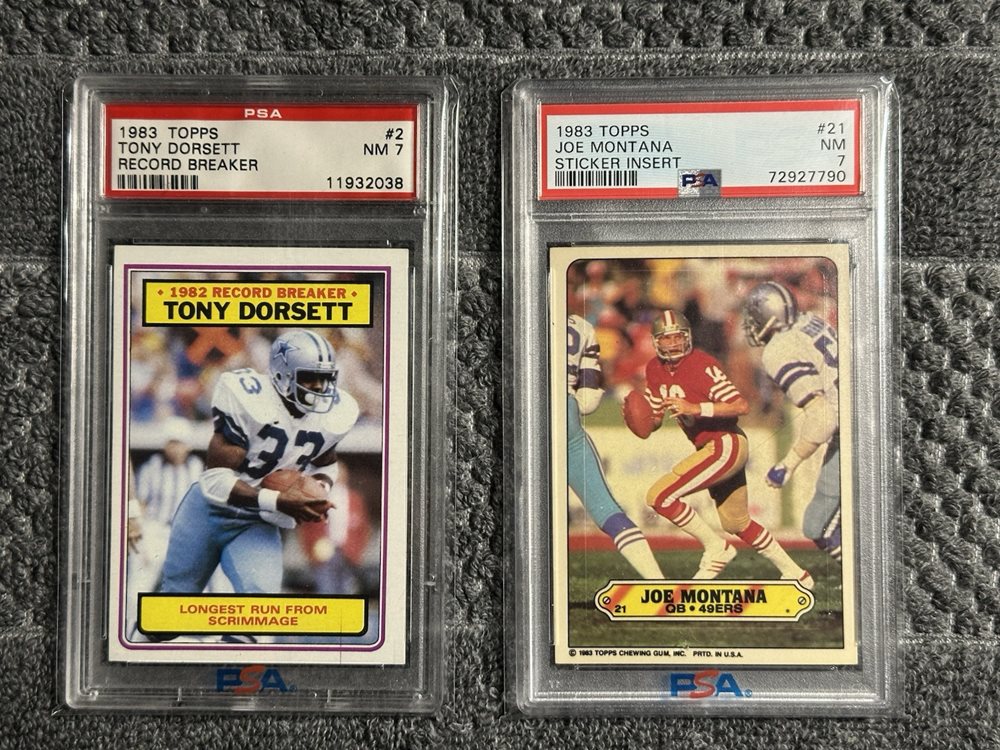 PSA
1983 TOPPS #2
TONY DORSETT NM 7
RECORD BREAKER
11932038
• 1982 RECORD BREAKER •
TONY DORSETT
33
33
LONGEST RUN FROM
SCRIMMAGE
PSA
1983 TOPPS #21
JOE MONTANA NM
STICKER INSERT 7
PSA 72927790
16
16
JOE MONTANA
21 QB • 49ERS *
© 1983 TOPPS CHEWING GUM, INC. PRTD. IN U.S.A.
PSA